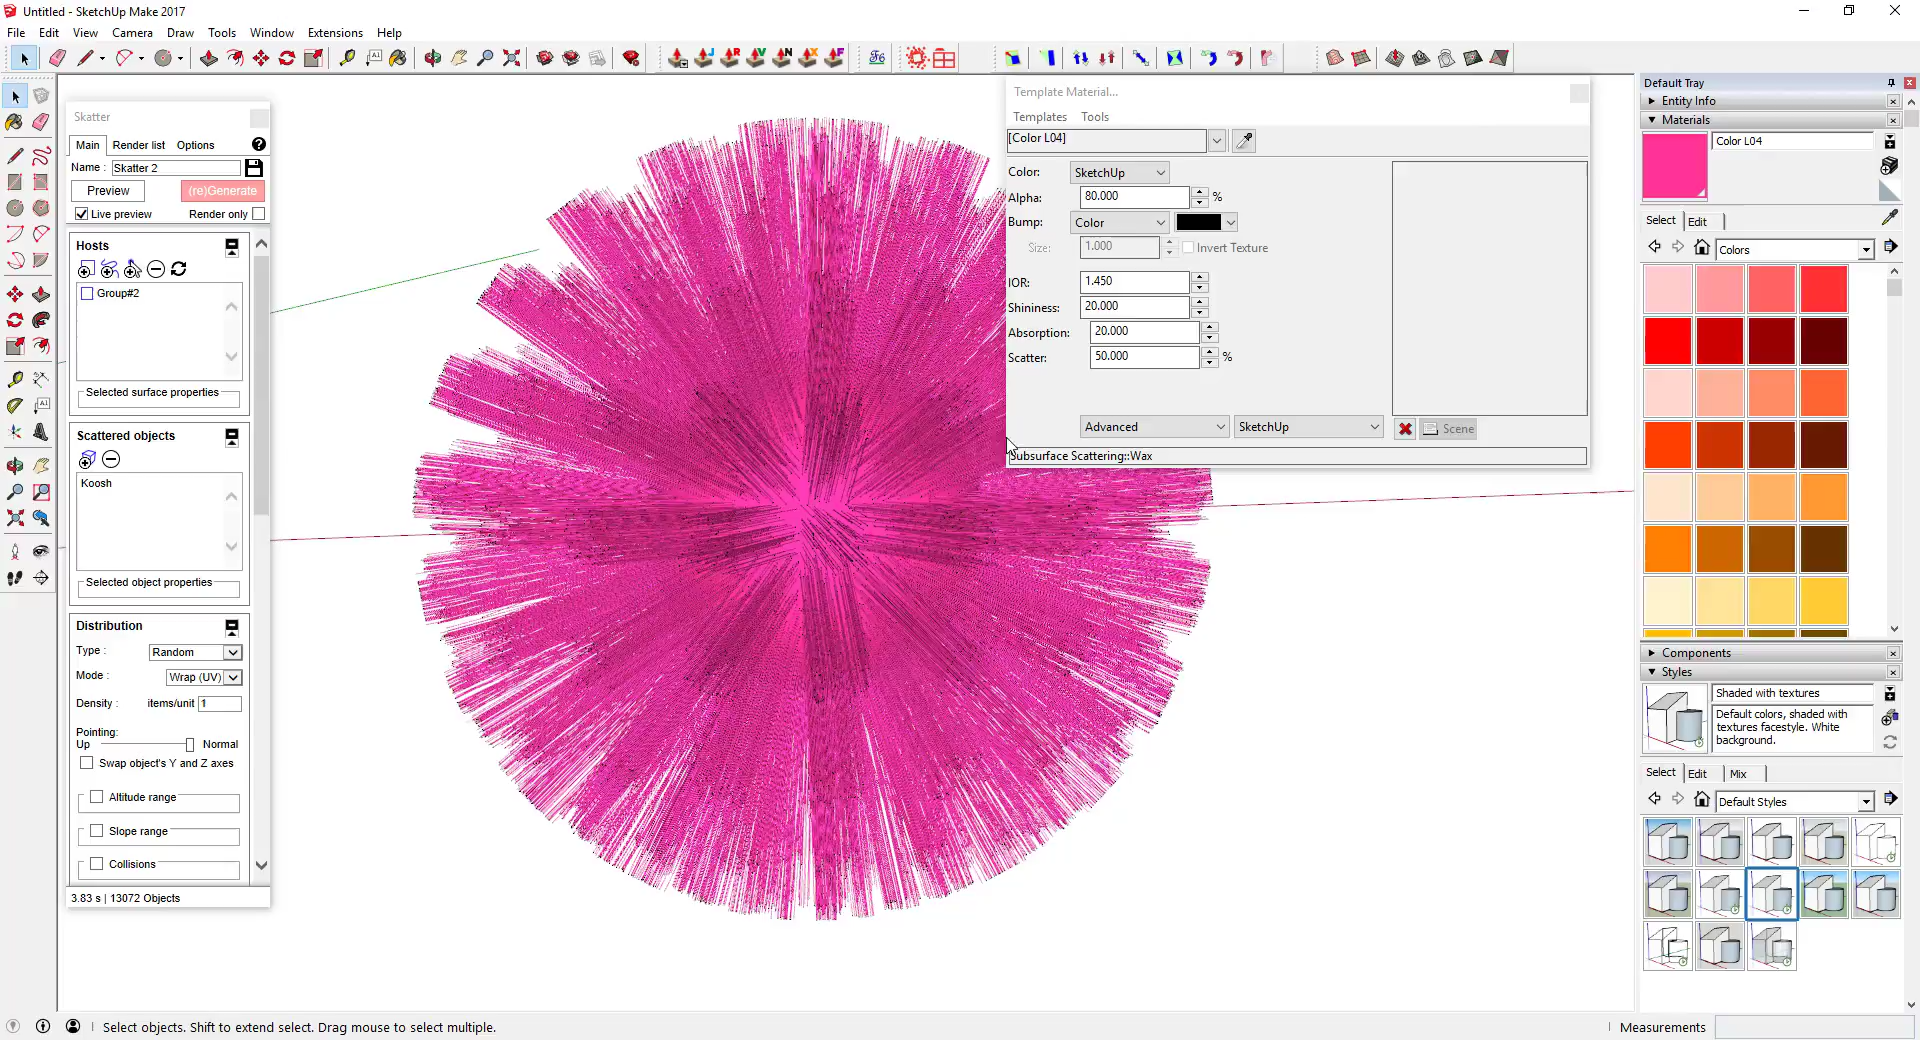 Untitled - SketchUp Make 2017
File Edit View Camera Draw Tools Window Extensions Help
Skatter
Main Render list Options
Name : Skatter 2
Preview (re)Generate
Live preview Render only
Hosts
Group#2
Selected surface properties
Scattered objects
Koosh
Selected object properties
Distribution
Type : Random
Mode : Wrap (UV)
Density : items/unit 1
Pointing:
Up Normal
Swap object's Y and Z axes
Altitude range
Slope range
Collisions
3.83 s | 13072 Objects
Template Material...
Templates Tools
[Color L04]
Color: SketchUp
Alpha: 80.000 %
Bump: Color
Size: 1.000 Invert Texture
IOR: 1.450
Shininess: 20.000
Absorption: 20.000
Scatter: 50.000 %
Advanced SketchUp Scene
Subsurface Scattering::Wax
Default Tray
Entity Info
Materials
Color L04
Select Edit
Colors
Components
Styles
Shaded with textures
Default colors, shaded with
textures facestyle. White
background.
Select Edit Mix
Default Styles
Select objects. Shift to extend select. Drag mouse to select multiple.
Measurements